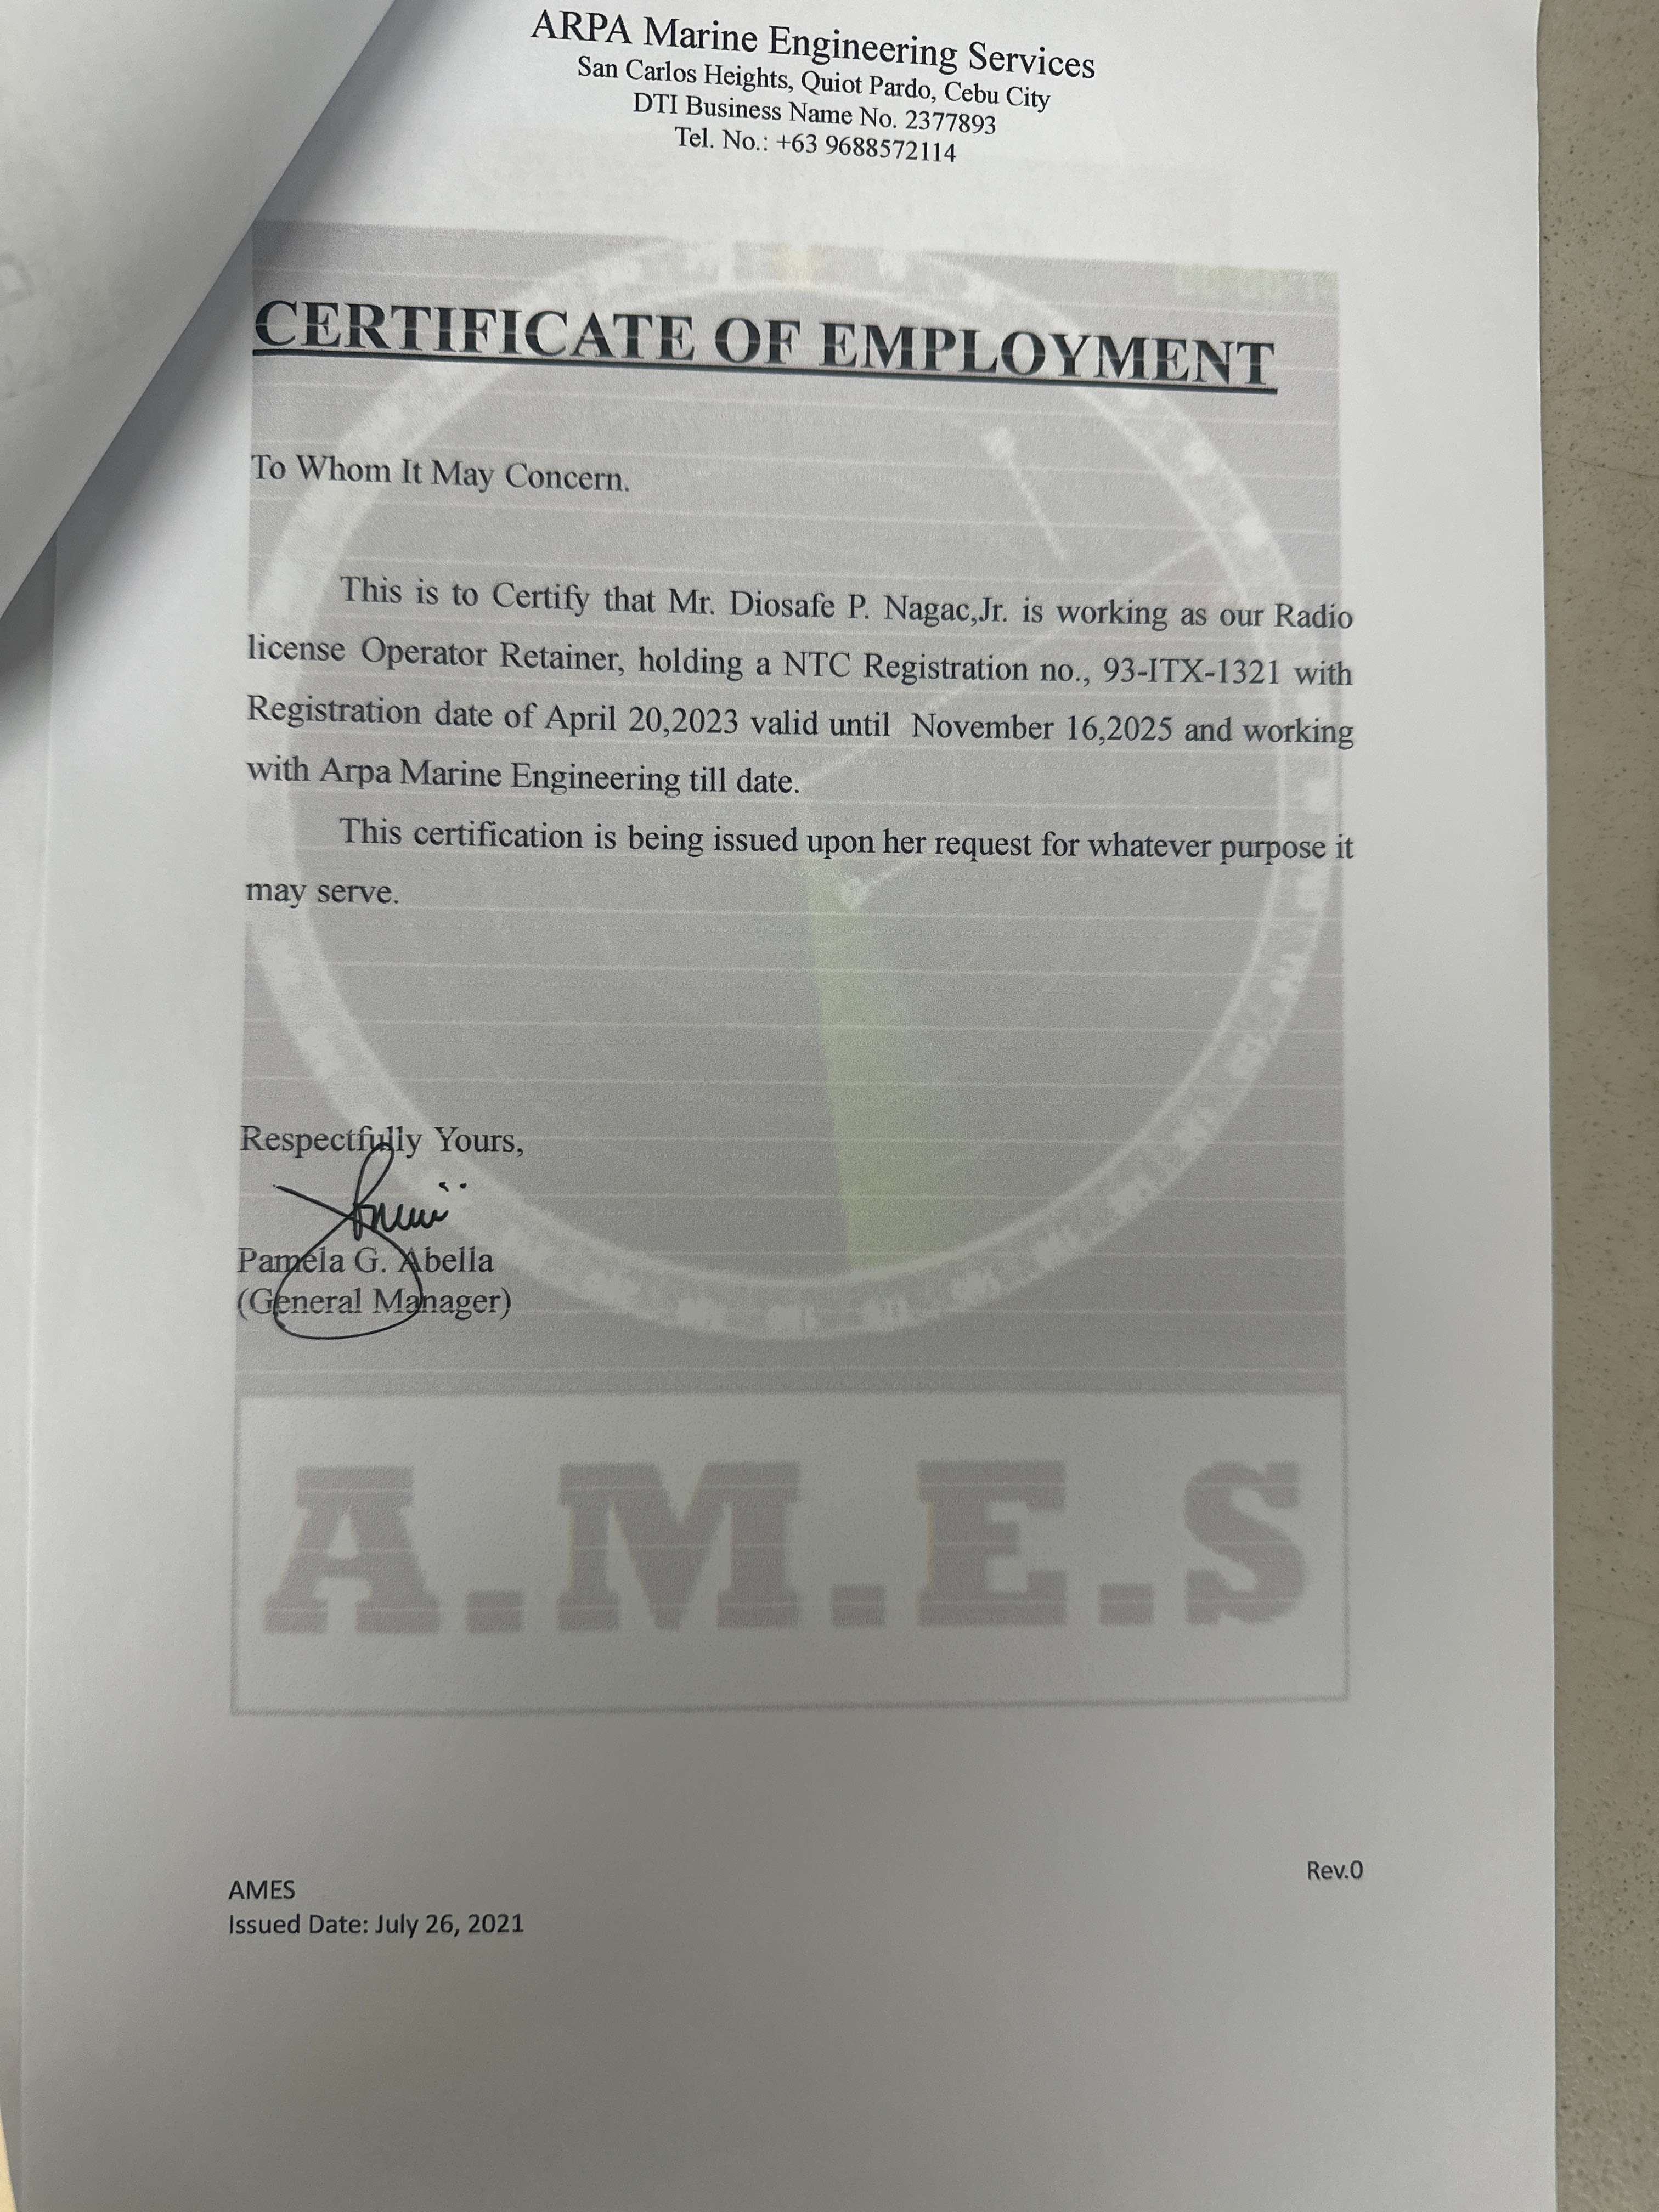 ARPA Marine Engineering Services
San Carlos Heights, Quiot Pardo, Cebu City
DTI Business Name No. 2377893
Tel. No.: +63 9688572114
CERTIFICATE OF EMPLOYMENT
To Whom It May Concern.
This is to Certify that Mr. Diosafe P. Nagac,Jr. is working as our Radio
license Operator Retainer, holding a NTC Registration no., 93-ITX-1321 with
Registration date of April 20,2023 valid until November 16,2025 and working
with Arpa Marine Engineering till date.
This certification is being issued upon her request for whatever purpose it
may serve.
Respectfully Yours,
Pamela G. Abella
(General Manager)
A.M.E.S
Rev.0
AMES
Issued Date: July 26, 2021